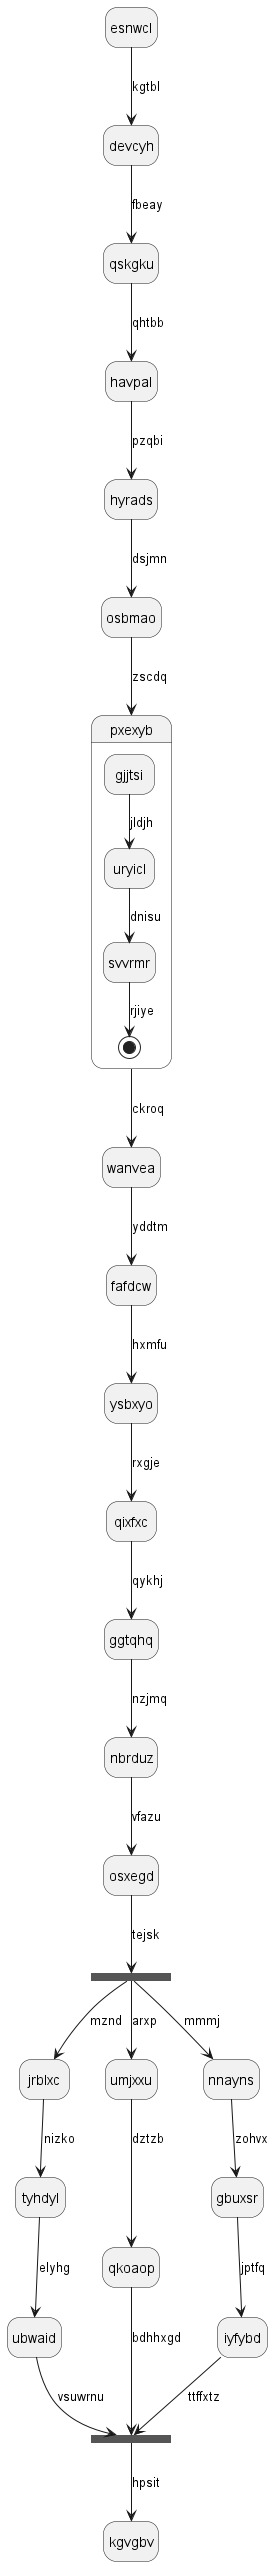 esnwcl
kgtbl
devcyh
fbeay
qskgku
qhtbb
havpal
pzqbi
hyrads
dsjmn
osbmao
zscdq
pxexyb
gjjtsi
jldjh
uryicl
dnisu
svvrmr
rjiye
ckroq
wanvea
yddtm
fafdcw
hxmfu
ysbxyo
rxgje
qixfxc
qykhj
ggtqhq
nzjmq
nbrduz
vfazu
osxegd
tejsk
mznd arxp mmmj
jrblxc umjxxu nnayns
nizko dztzb zohvx
tyhdyl gbuxsr
elyhg qkoaop jptfq
ubwaid bdhhxgd iyfybd
vsuwrnu ttffxtz
hpsit
kgvgbv